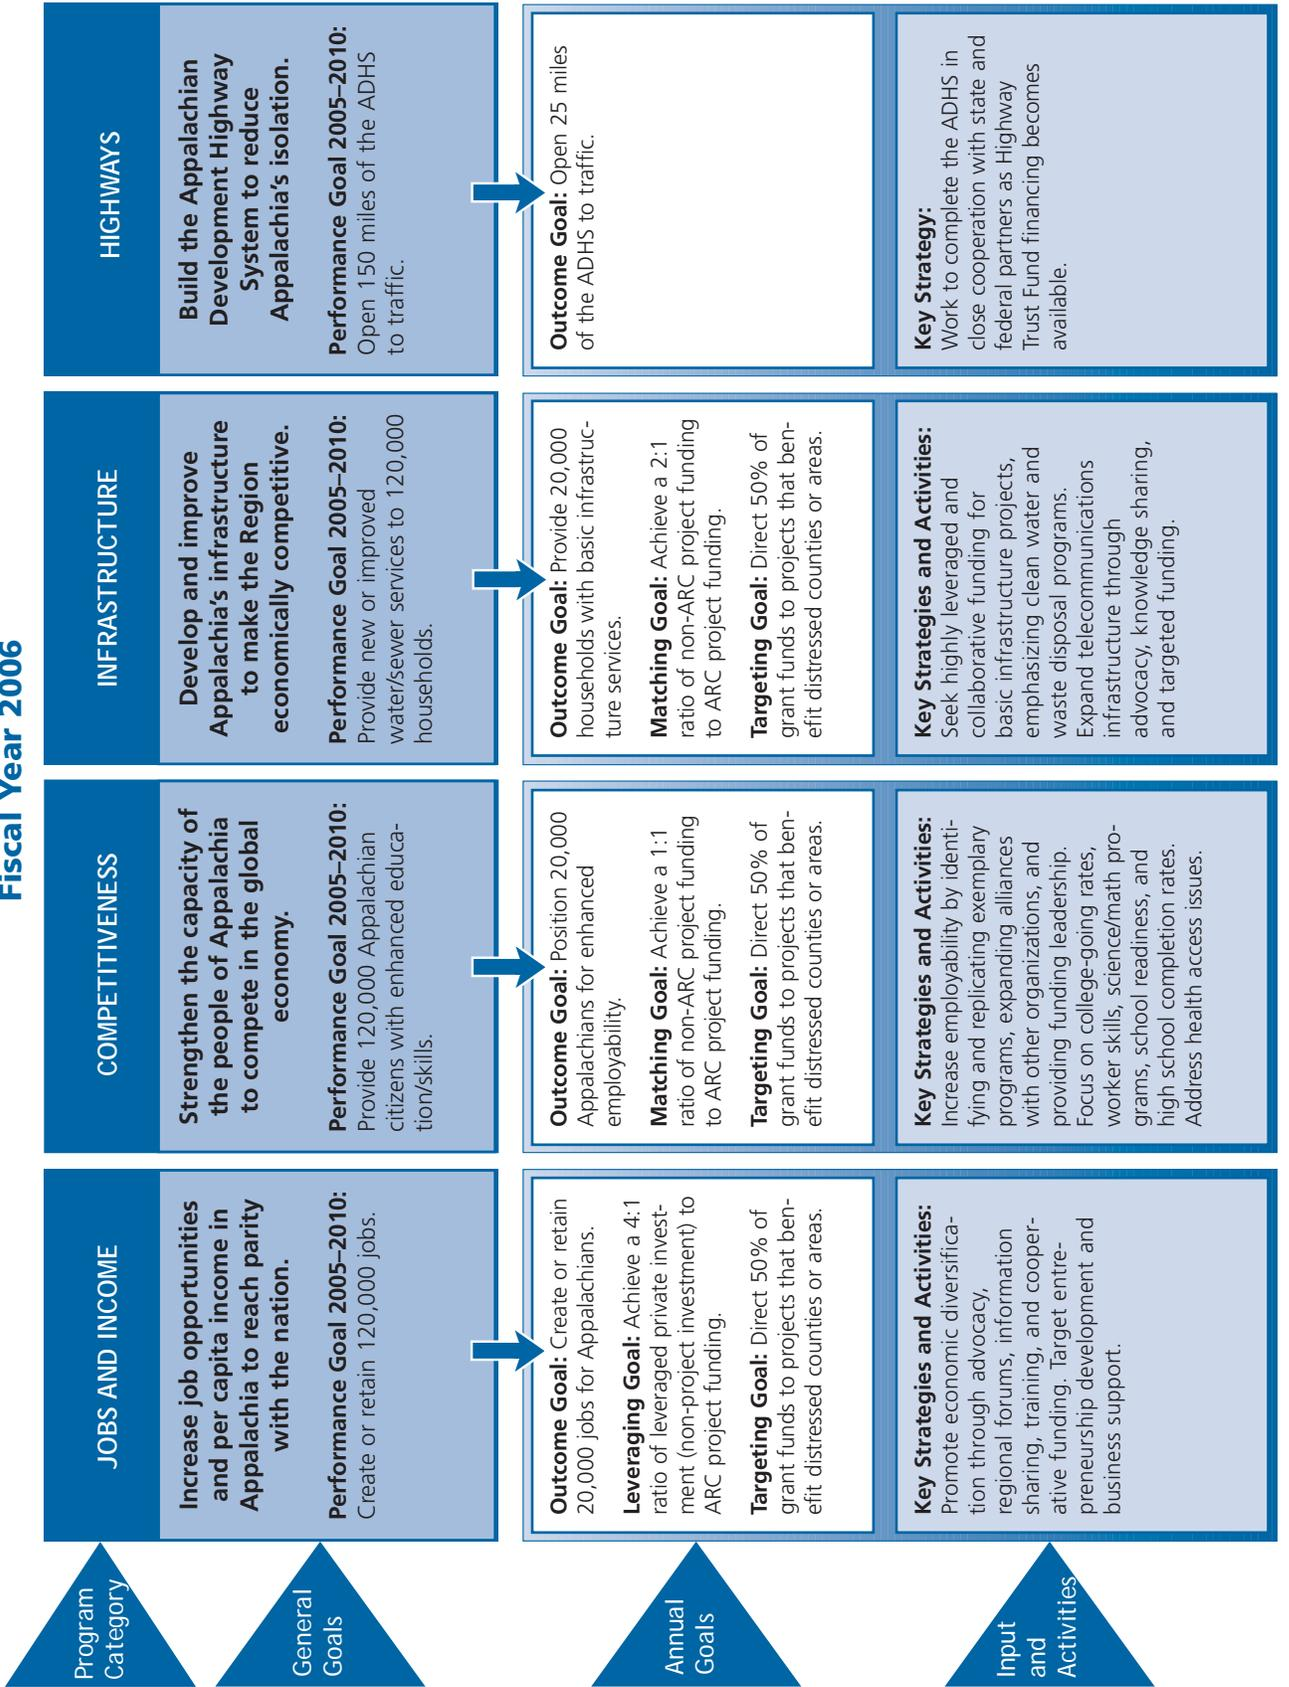 Fiscal Year 2006
Program
Category
JOBS AND INCOME
COMPETITIVENESS
INFRASTRUCTURE
HIGHWAYS
General
Goals
Increase job opportunities
and per capita income in
Appalachia to reach parity
with the nation.
Performance Goal 2005–2010:
Create or retain 120,000 jobs.
Strengthen the capacity of
the people of Appalachia
to compete in the global
economy.
Performance Goal 2005–2010:
Provide 120,000 Appalachian
citizens with enhanced educa-
tion/skills.
Develop and improve
Appalachia's infrastructure
to make the Region
economically competitive.
Performance Goal 2005–2010:
Provide new or improved
water/sewer services to 120,000
households.
Build the Appalachian
Development Highway
System to reduce
Appalachia's isolation.
Performance Goal 2005–2010:
Open 150 miles of the ADHS
to traffic.
Annual
Goals
Outcome Goal: Create or retain
20,000 jobs for Appalachians.
Leveraging Goal: Achieve a 4:1
ratio of leveraged private invest-
ment (non-project investment) to
ARC project funding.
Targeting Goal: Direct 50% of
grant funds to projects that ben-
efit distressed counties or areas.
Outcome Goal: Position 20,000
Appalachians for enhanced
employability.
Matching Goal: Achieve a 1:1
ratio of non-ARC project funding
to ARC project funding.
Targeting Goal: Direct 50% of
grant funds to projects that ben-
efit distressed counties or areas.
Outcome Goal: Provide 20,000
households with basic infrastruc-
ture services.
Matching Goal: Achieve a 2:1
ratio of non-ARC project funding
to ARC project funding.
Targeting Goal: Direct 50% of
grant funds to projects that ben-
efit distressed counties or areas.
Outcome Goal: Open 25 miles
of the ADHS to traffic.
Input
and
Activities
Key Strategies and Activities:
Promote economic diversifica-
tion through advocacy,
regional forums, information
sharing, training, and cooper-
ative funding. Target entre-
preneurship development and
business support.
Key Strategies and Activities:
Increase employability by identi-
fying and replicating exemplary
programs, expanding alliances
with other organizations, and
providing funding leadership.
Focus on college-going rates,
worker skills, science/math pro-
grams, school readiness, and
high school completion rates.
Address health access issues.
Key Strategies and Activities:
Seek highly leveraged and
collaborative funding for
basic infrastructure projects,
emphasizing clean water and
waste disposal programs.
Expand telecommunications
infrastructure through
advocacy, knowledge sharing,
and targeted funding.
Key Strategy:
Work to complete the ADHS in
close cooperation with state and
federal partners as Highway
Trust Fund financing becomes
available.